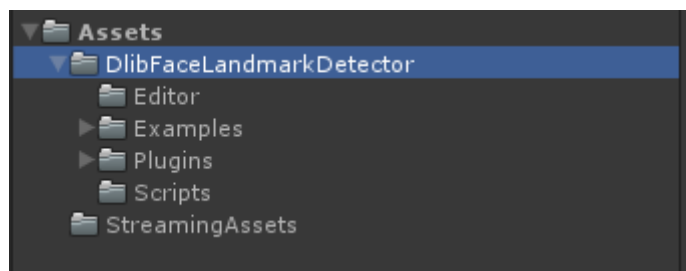 Assets
DlibFaceLandmarkDetector
Editor
Examples
Plugins
Scripts
StreamingAssets